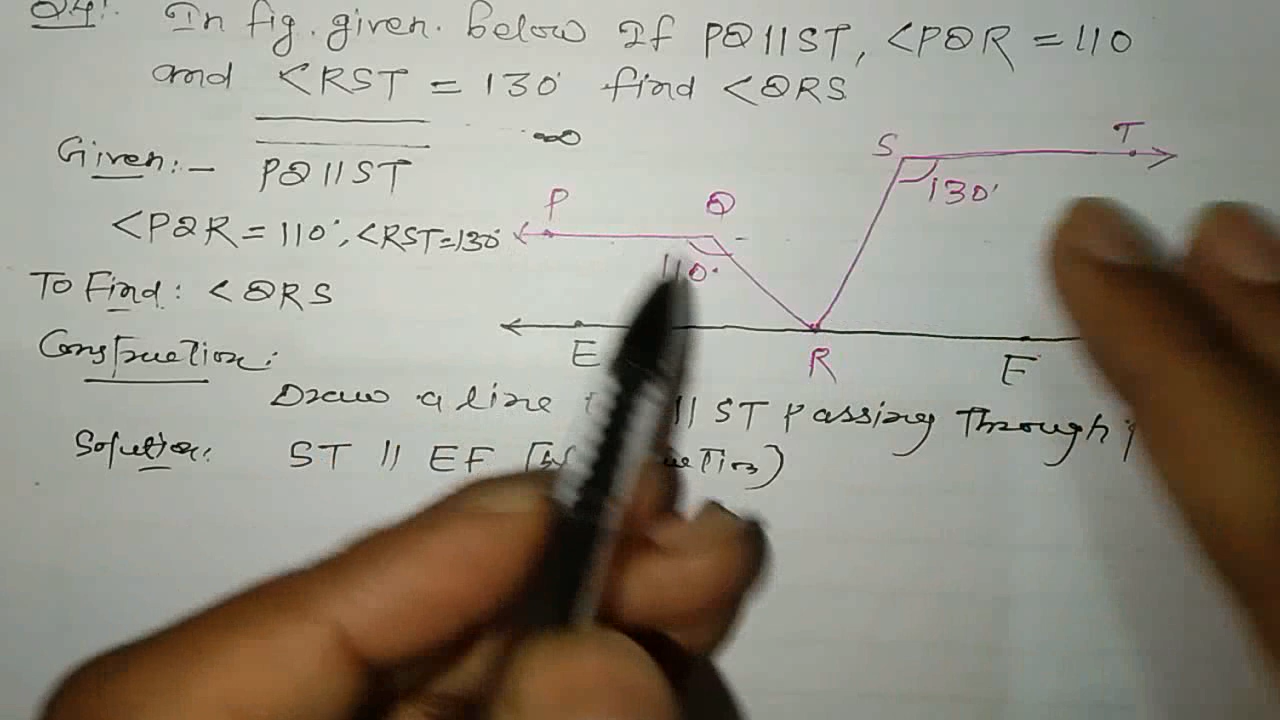 Q4:. In fig. given. below If PQ || ST, <PQR = 110
and <RST = 130° find <QRS
Given:- PQ || ST
<PQR = 110°, <RST = 130°
To Find: <QRS
Construction:
Draw a line || ST Passing Through
Solution: ST || EF
P
Q
S
T
110°
130°
E
R
F